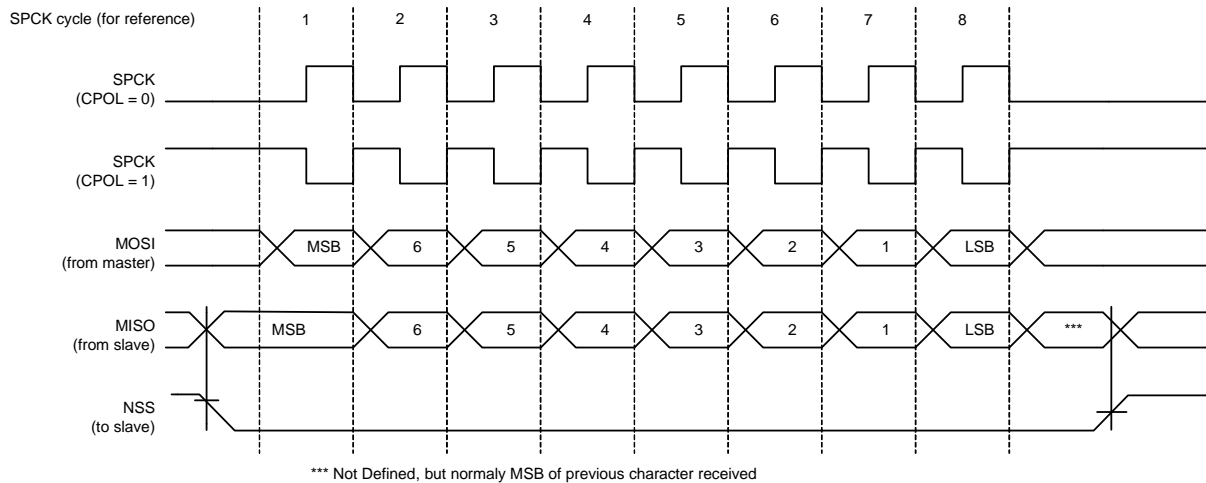 SPCK cycle (for reference) 1 2 3 4 5 6 7 8
SPCK
(CPOL = 0)
SPCK
(CPOL = 1)
MOSI
(from master)
MSB 6 5 4 3 2 1 LSB
MISO
(from slave)
MSB 6 5 4 3 2 1 LSB ***
NSS
(to slave)
*** Not Defined, but normaly MSB of previous character received